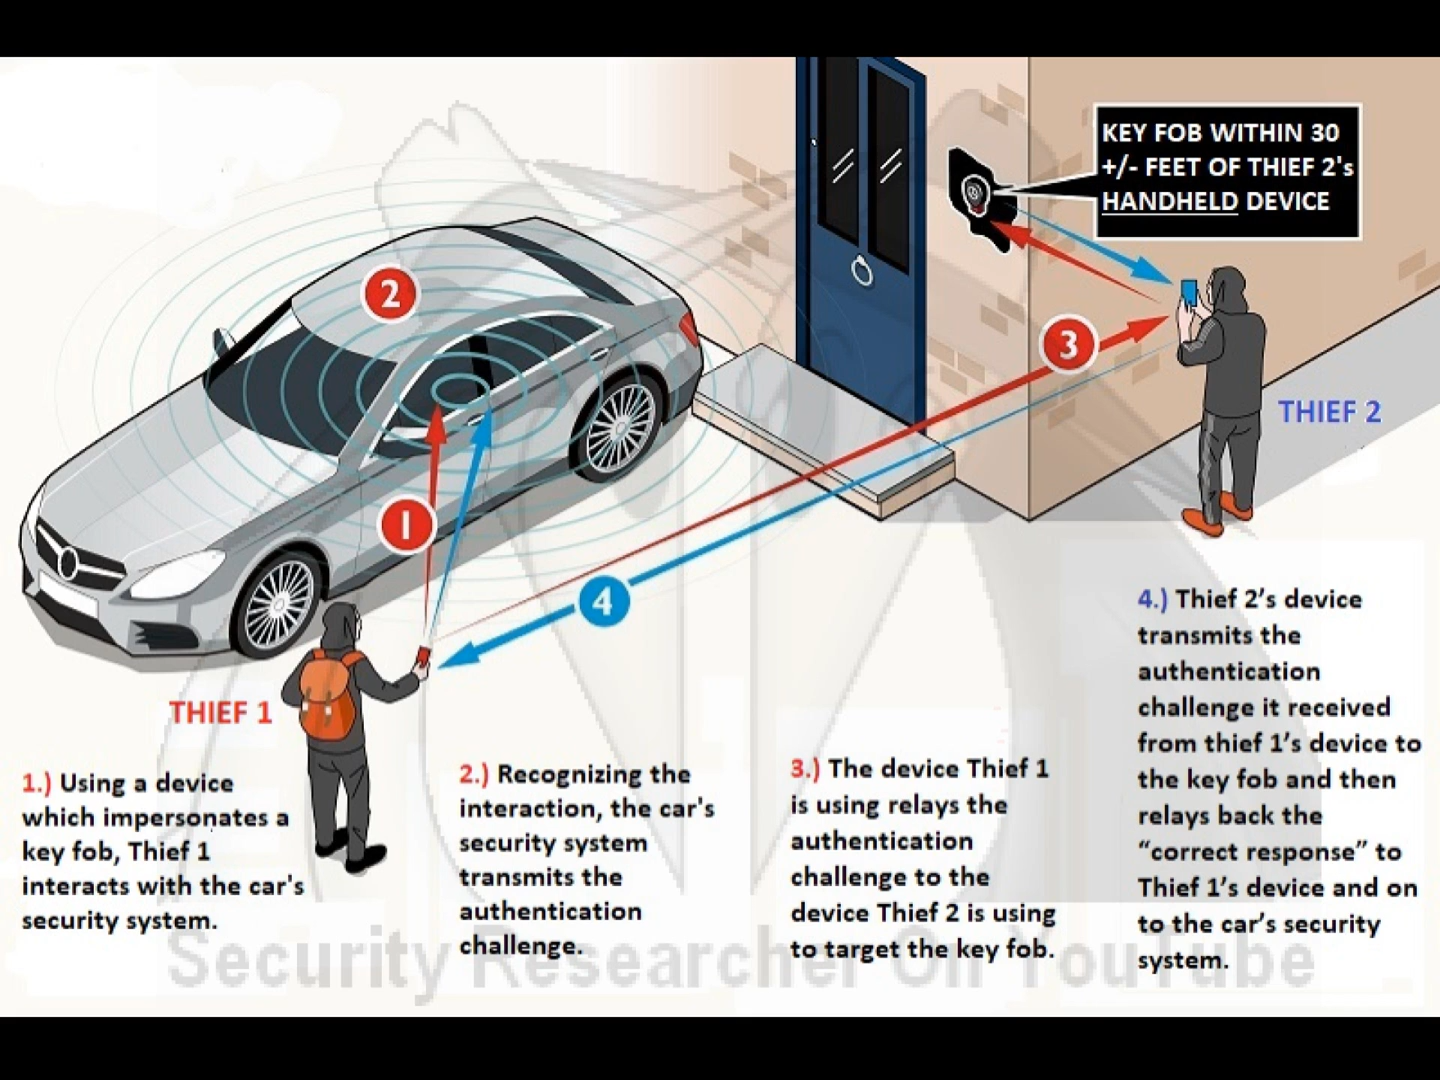 KEY FOB WITHIN 30
+/- FEET OF THIEF 2's
HANDHELD DEVICE
2
3
THIEF 2
1
4
THIEF 1
1.) Using a device
which impersonates a
key fob, Thief 1
interacts with the car's
security system.
2.) Recognizing the
interaction, the car's
security system
transmits the
authentication
challenge.
3.) The device Thief 1
is using relays the
authentication
challenge to the
device Thief 2 is using
to target the key fob.
4.) Thief 2’s device
transmits the
authentication
challenge it received
from thief 1’s device to
the key fob and then
relays back the
“correct response” to
Thief 1’s device and on
to the car’s security
system.
Security Researcher On YouTube